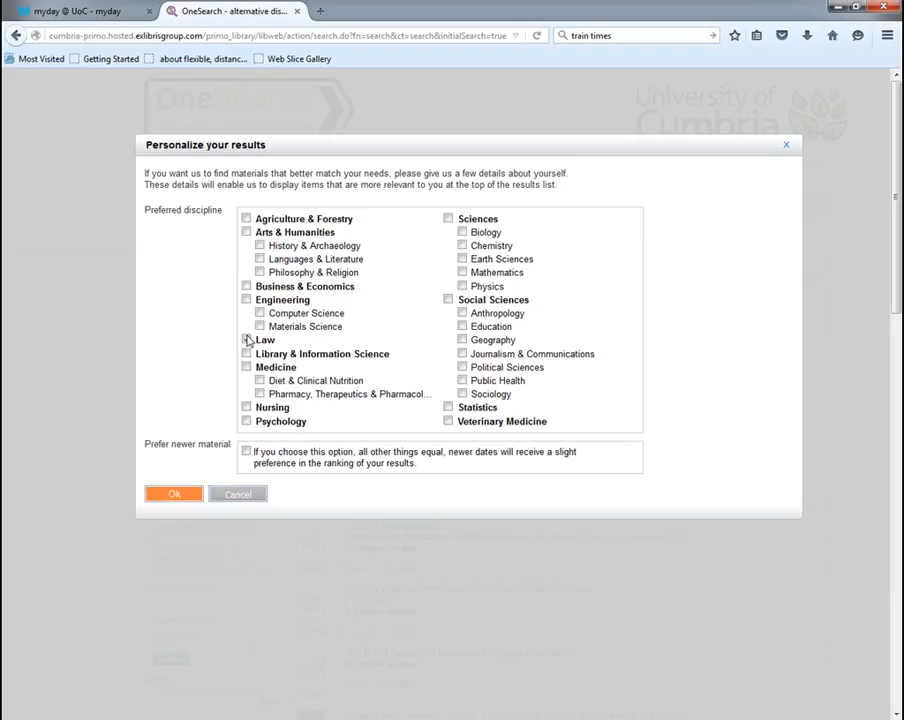 myday @ UoC - myday
OneSearch - alternative dis...
cumbria-primo.hosted.exlibrisgroup.com/primo_library/libweb/action/search.do?fn=search&ct=search&initialSearch=true
train times
Most Visited
Getting Started
about flexible, distanc...
Web Slice Gallery
OneSearch
University of
Cumbria
Personalize your results
X
If you want us to find materials that better match your needs, please give us a few details about yourself.
These details will enable us to display items that are more relevant to you at the top of the results list.
Preferred discipline
Agriculture & Forestry
Arts & Humanities
History & Archaeology
Languages & Literature
Philosophy & Religion
Business & Economics
Engineering
Computer Science
Materials Science
Law
Library & Information Science
Medicine
Diet & Clinical Nutrition
Pharmacy, Therapeutics & Pharmacol...
Nursing
Psychology
Sciences
Biology
Chemistry
Earth Sciences
Mathematics
Physics
Social Sciences
Anthropology
Education
Geography
Journalism & Communications
Political Sciences
Public Health
Sociology
Statistics
Veterinary Medicine
Prefer newer material
If you choose this option, all other things equal, newer dates will receive a slight
preference in the ranking of your results.
Ok
Cancel